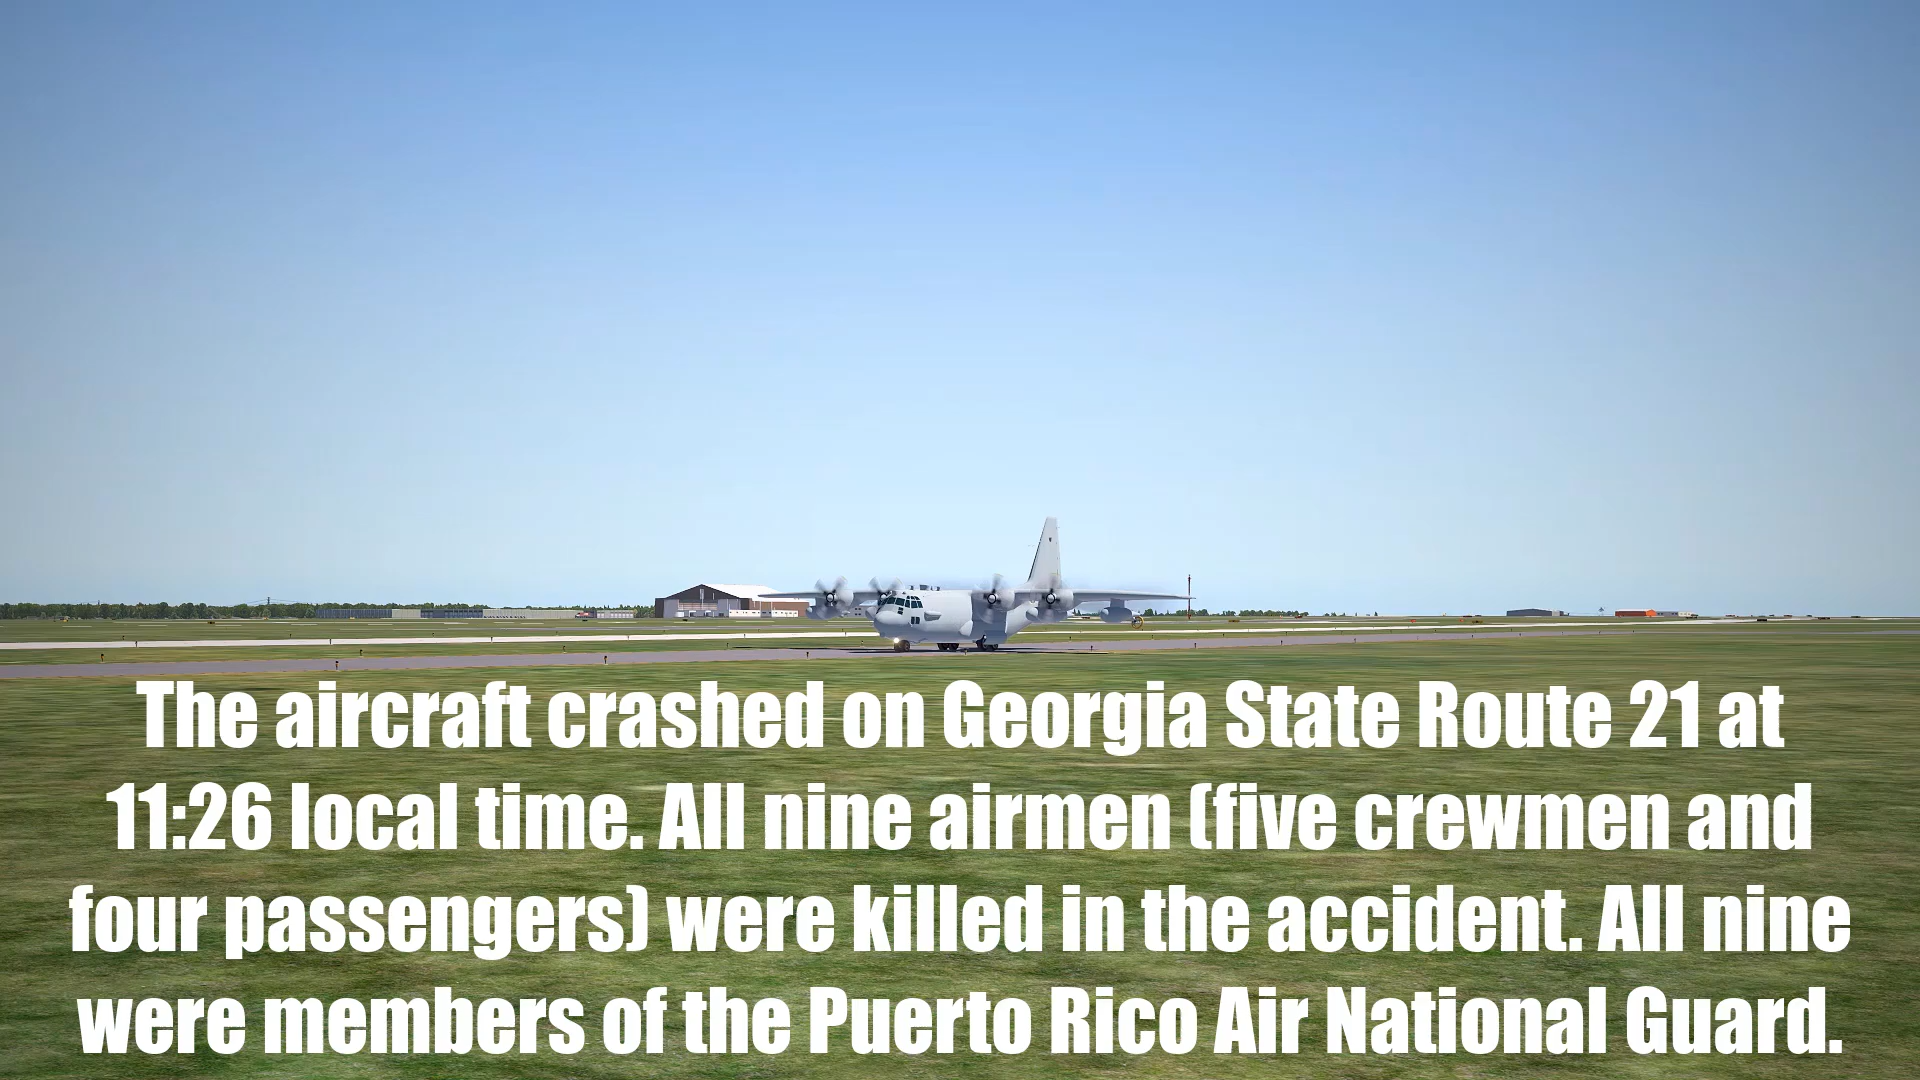 The aircraft crashed on Georgia State Route 21 at
11:26 local time. All nine airmen (five crewmen and
four passengers) were killed in the accident. All nine
were members of the Puerto Rico Air National Guard.